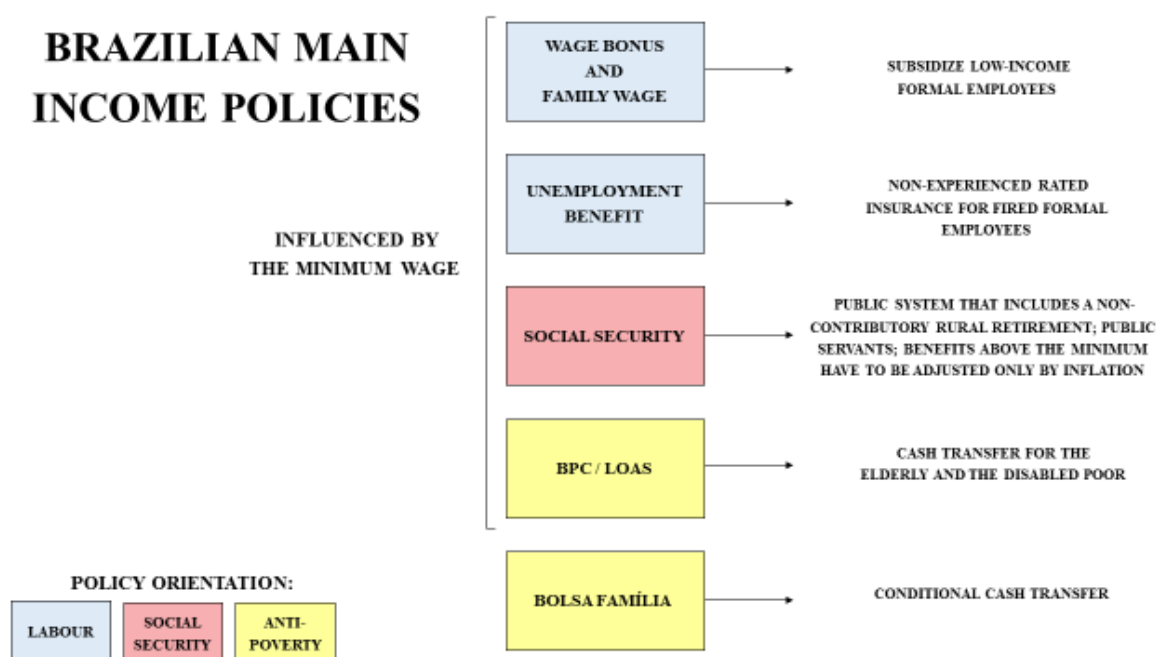 BRAZILIAN MAIN
INCOME POLICIES
WAGE BONUS
AND
FAMILY WAGE
SUBSIDIZE LOW-INCOME
FORMAL EMPLOYEES
UNEMPLOYMENT
BENEFIT
NON-EXPERIENCED RATED
INSURANCE FOR FIRED FORMAL
EMPLOYEES
INFLUENCED BY
THE MINIMUM WAGE
SOCIAL SECURITY
PUBLIC SYSTEM THAT INCLUDES A NON-
CONTRIBUTORY RURAL RETIREMENT; PUBLIC
SERVANTS; BENEFITS ABOVE THE MINIMUM
HAVE TO BE ADJUSTED ONLY BY INFLATION
BPC / LOAS
CASH TRANSFER FOR THE
ELDERLY AND THE DISABLED POOR
BOLSA FAMÍLIA
CONDITIONAL CASH TRANSFER
POLICY ORIENTATION:
LABOUR
SOCIAL
SECURITY
ANTI-
POVERTY